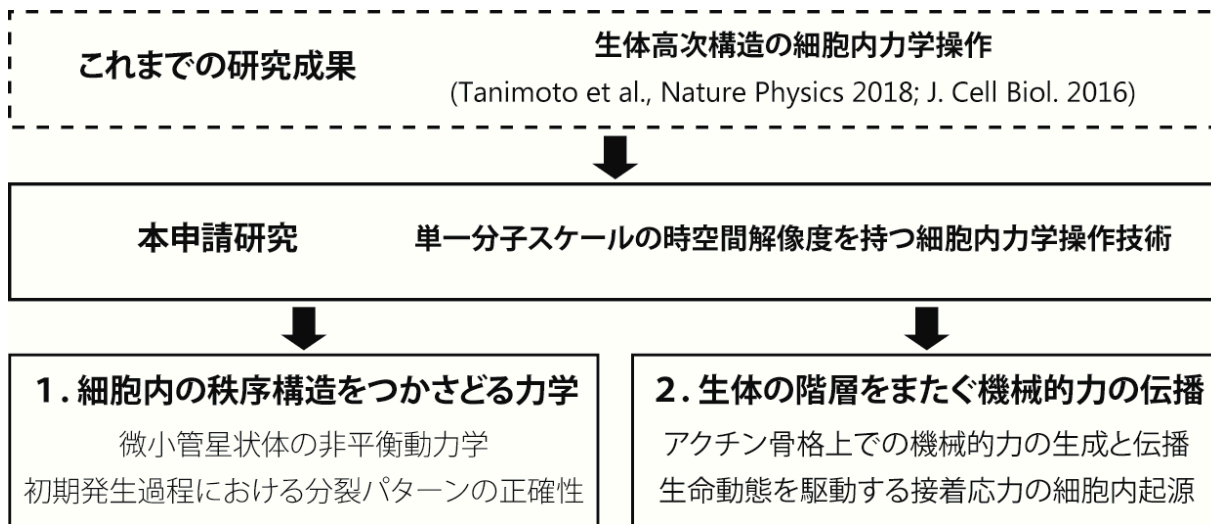 これまでの研究成果
生体高次構造の細胞内力学操作
(Tanimoto et al., Nature Physics 2018; J. Cell Biol. 2016)
本申請研究 単一分子スケールの時空間解像度を持つ細胞内力学操作技術
1. 細胞内の秩序構造をつかさどる力学
微小管星状体の非平衡動力学
初期発生過程における分裂パターンの正確性
2. 生体の階層をまたぐ機械的力の伝播
アクチン骨格上での機械的力の生成と伝播
生命動態を駆動する接着応力の細胞内起源